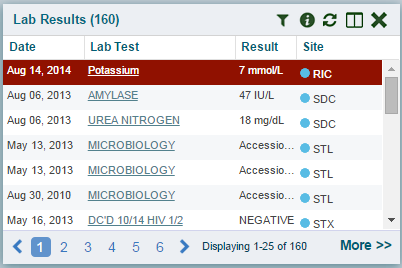 Lab Results (160)
Date Lab Test Result Site
Aug 14, 2014 Potassium 7 mmol/L RIC
Aug 06, 2013 AMYLASE 47 IU/L SDC
Aug 06, 2013 UREA NITROGEN 18 mg/dL SDC
May 13, 2013 MICROBIOLOGY Accessio... STL
May 13, 2013 MICROBIOLOGY Accessio... STL
Aug 30, 2010 MICROBIOLOGY Accessio... STL
May 16, 2013 DC'D 10/14 HIV 1/2 NEGATIVE STX
1 2 3 4 5 6 Displaying 1-25 of 160 More >>